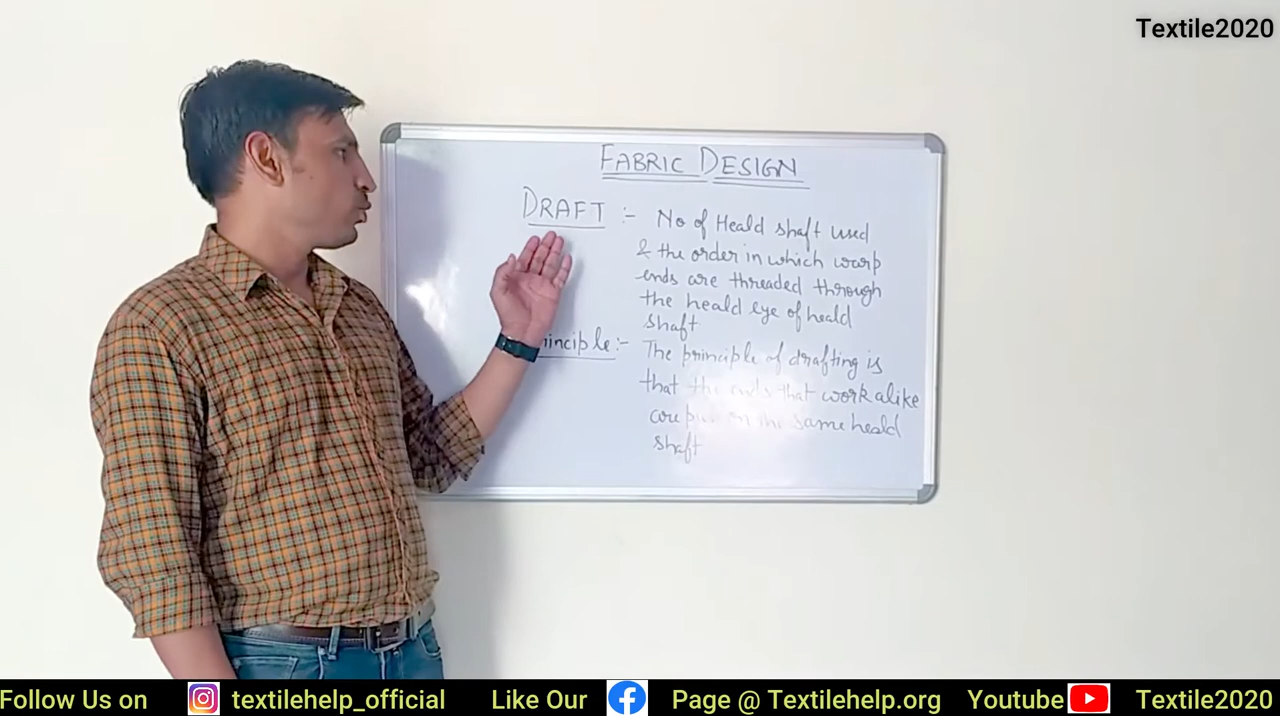 Textile2020
FABRIC DESIGN
DRAFT :- No of Heald shaft used
& the order in which warp
ends are threaded through
the heald eye of heald
shaft
inciple :- The principle of drafting is
that the ends that work alike
are put on the same heald
shaft
Follow Us on textilehelp_official Like Our Page @ Textilehelp.org Youtube Textile2020